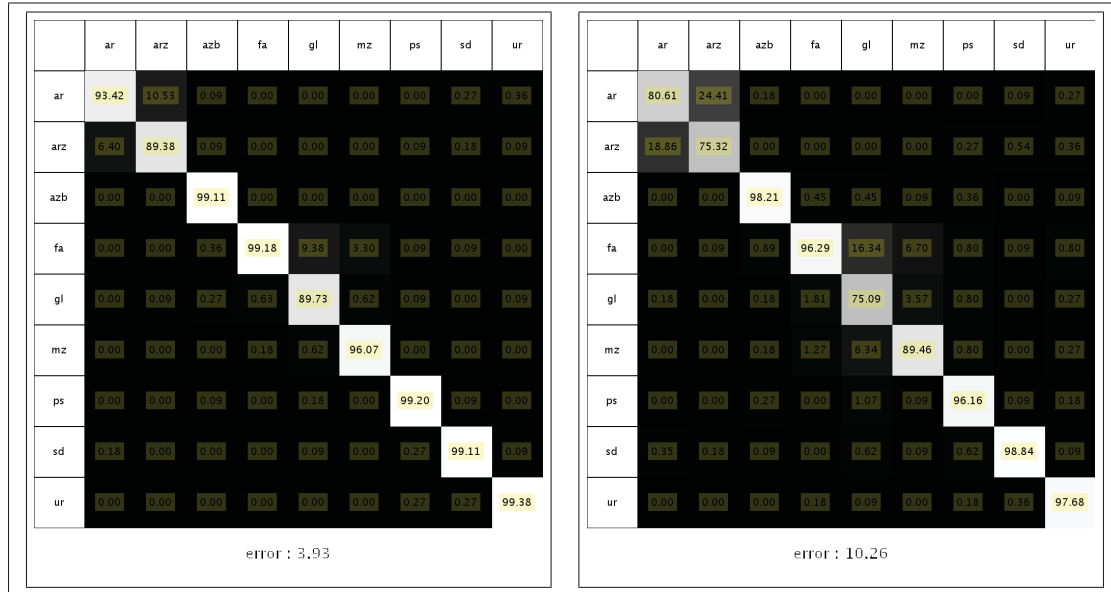 ar arz azb fa gl mz ps sd ur
ar 93.42 10.53 0.09 0.00 0.00 0.00 0.00 0.27 0.36
arz 6.40 89.38 0.09 0.00 0.00 0.00 0.09 0.18 0.09
azb 0.00 0.00 99.11 0.00 0.00 0.00 0.00 0.00 0.00
fa 0.00 0.00 0.36 99.18 9.38 3.30 0.09 0.09 0.00
gl 0.00 0.09 0.27 0.63 89.73 0.62 0.09 0.00 0.09
mz 0.00 0.00 0.00 0.18 0.62 96.07 0.00 0.00 0.00
ps 0.00 0.00 0.09 0.00 0.18 0.00 99.20 0.09 0.00
sd 0.18 0.00 0.00 0.00 0.09 0.00 0.27 99.11 0.09
ur 0.00 0.00 0.00 0.00 0.00 0.00 0.27 0.27 99.38
error : 3.93
ar arz azb fa gl mz ps sd ur
ar 80.61 24.41 0.18 0.00 0.00 0.00 0.00 0.09 0.27
arz 18.86 75.32 0.00 0.00 0.00 0.00 0.27 0.54 0.36
azb 0.00 0.00 98.21 0.45 0.45 0.09 0.36 0.00 0.09
fa 0.00 0.09 0.89 96.29 16.34 6.70 0.80 0.09 0.80
gl 0.18 0.00 0.18 1.81 75.09 3.57 0.80 0.00 0.27
mz 0.00 0.00 0.18 1.27 6.34 89.46 0.80 0.00 0.27
ps 0.00 0.00 0.27 0.00 1.07 0.09 96.16 0.09 0.18
sd 0.35 0.18 0.09 0.00 0.62 0.09 0.62 98.84 0.09
ur 0.00 0.00 0.00 0.18 0.09 0.00 0.18 0.36 97.68
error : 10.26